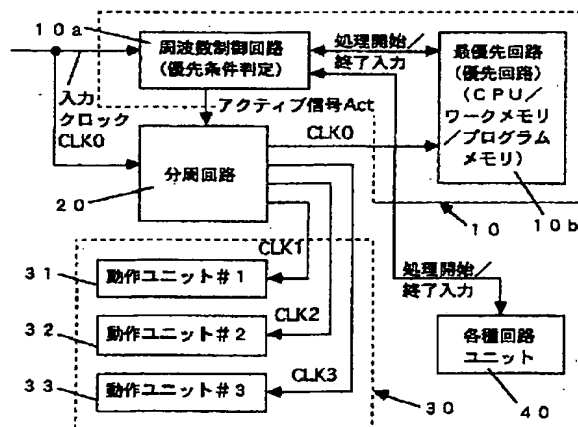 10a
周波数制御回路
(優先条件判定)
処理開始/
終了入力
最優先回路
(優先回路)
(CPU/
ワークメモリ
/プログラム
メモリ)
入力
クロック
CLK0
アクティブ信号Act
CLK0
分周回路
20
10
10b
CLK1
31
動作ユニット#1
処理開始/
終了入力
CLK2
32
動作ユニット#2
各種回路
ユニット
CLK3
33
動作ユニット#3
30
40